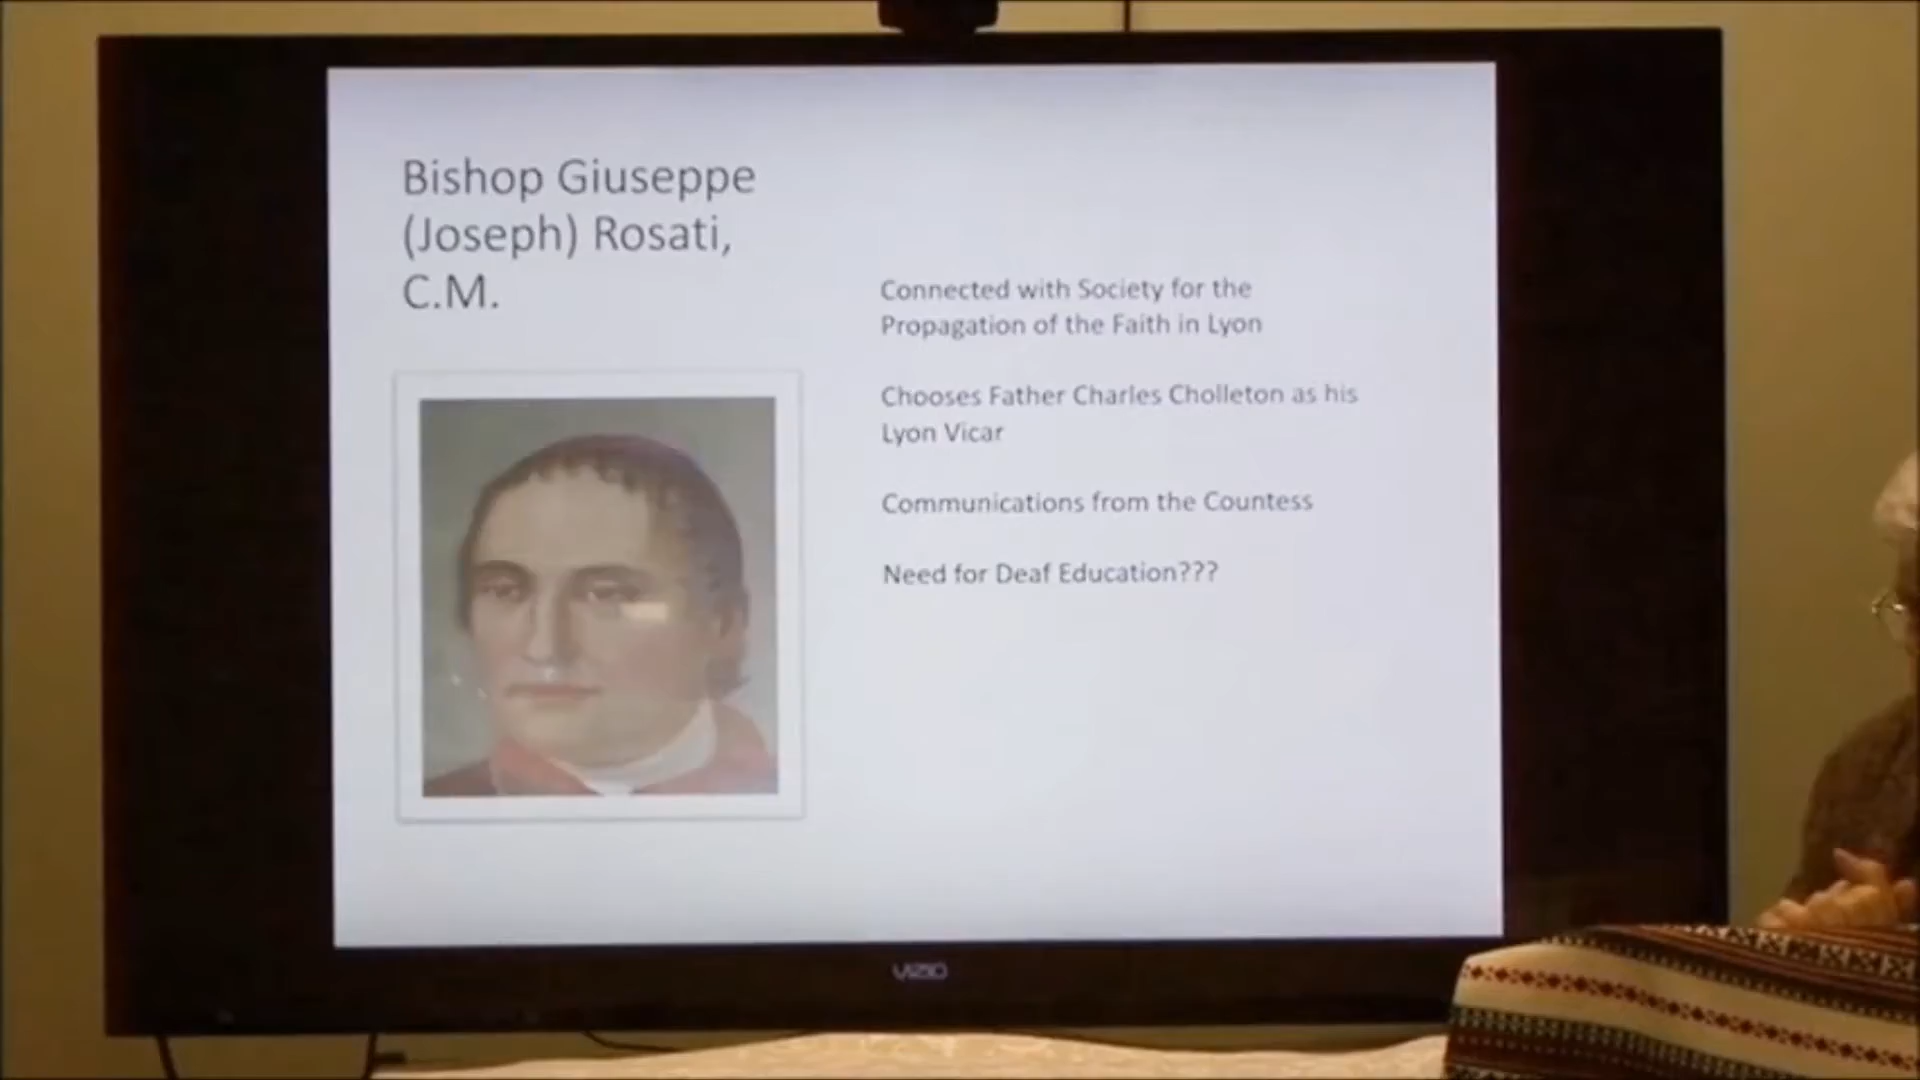 Bishop Giuseppe
(Joseph) Rosati,
C.M.
Connected with Society for the
Propagation of the Faith in Lyon
Chooses Father Charles Cholleton as his
Lyon Vicar
Communications from the Countess
Need for Deaf Education???
VIZIO